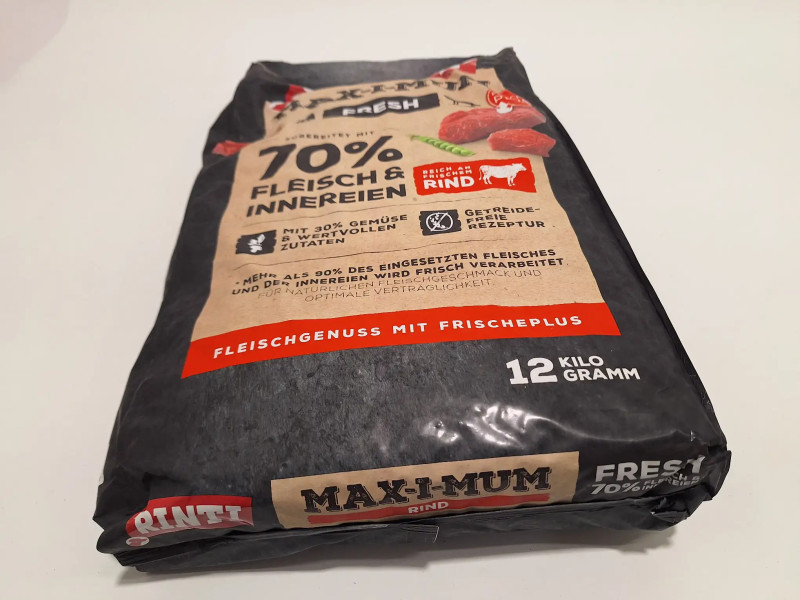 MAX-I-MUM
FRESH
ZUBEREITET MIT
70%
FLEISCH &
INNEREIEN
REICH AN
FRISCHEM
RIND
MIT 30% GEMÜSE
& WERTVOLLEN
ZUTATEN
GETREIDE-
FREIE
REZEPTUR
• MEHR ALS 90% DES EINGESETZTEN FLEISCHES
UND DER INNEREIEN WIRD FRISCH VERARBEITET
FÜR NATÜRLICHEN FLEISCHGESCHMACK UND
OPTIMALE VERTRÄGLICHKEIT.
FLEISCHGENUSS MIT FRISCHEPLUS
12 KILO
GRAMM
RINTI
MAX-I-MUM
RIND
FRESH
70% FLEISCH &
INNEREIEN